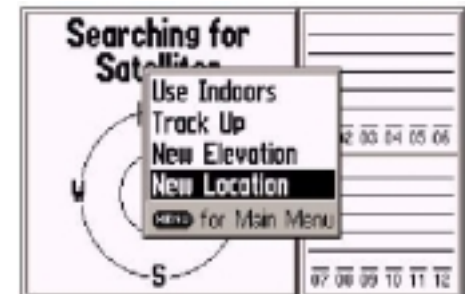 Searching for
Use Indoors
Track Up
New Elevation
New Location
MENU for Main Menu
W
S
02 03 04 05 06
07 08 09 10 11 12